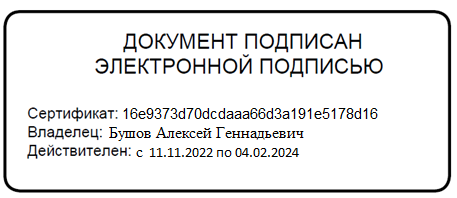 ДОКУМЕНТ ПОДПИСАН
ЭЛЕКТРОННОЙ ПОДПИСЬЮ
Сертификат: 16e9373d70dcdaaa66d3a191e5178d16
Владелец: Бушов Алексей Геннадьевич
Действителен: с 11.11.2022 по 04.02.2024